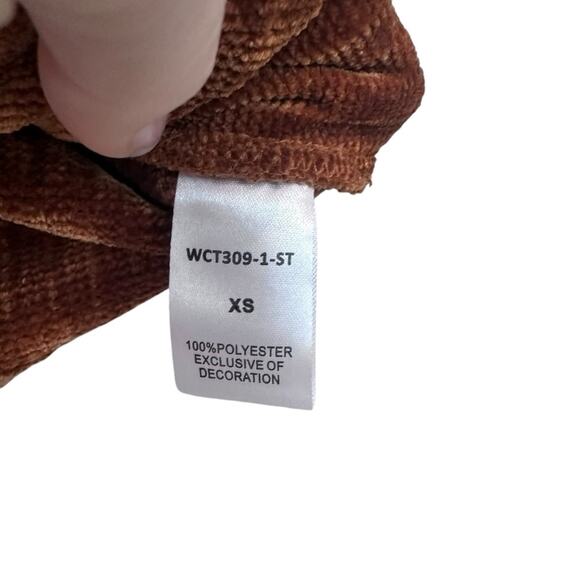 WCT309-1-ST
XS
100%POLYESTER
EXCLUSIVE OF
DECORATION